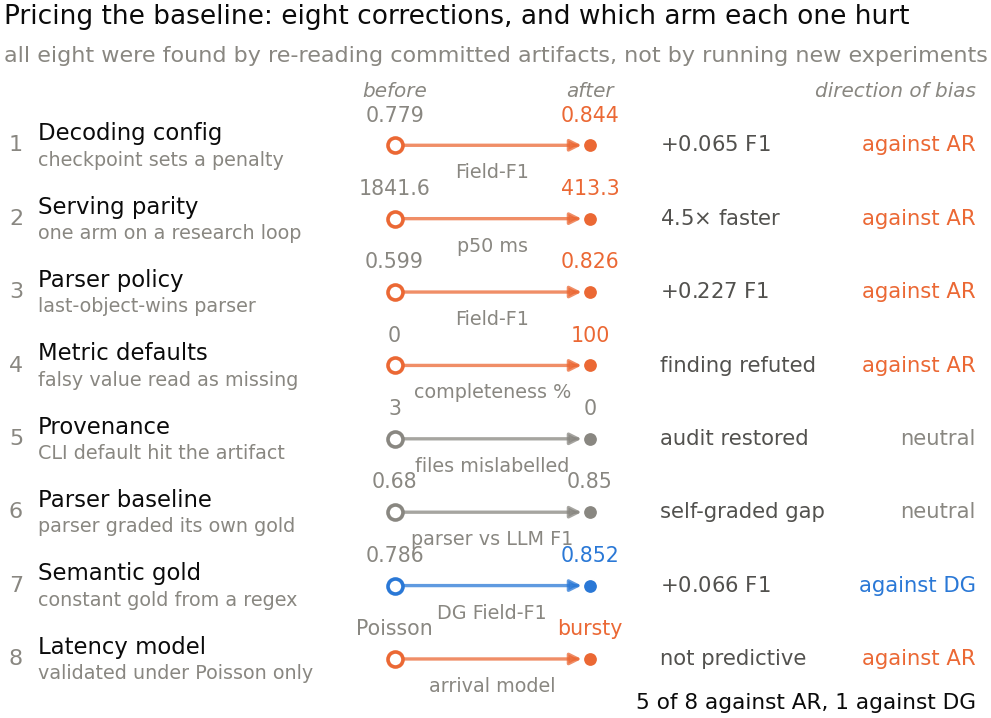 Pricing the baseline: eight corrections, and which arm each one hurt
all eight were found by re-reading committed artifacts, not by running new experiments
before after direction of bias
0.779 0.844
1 Decoding config +0.065 F1 against AR
checkpoint sets a penalty
Field-F1
1841.6 413.3
2 Serving parity 4.5× faster against AR
one arm on a research loop
p50 ms
0.599 0.826
3 Parser policy +0.227 F1 against AR
last-object-wins parser
Field-F1
0 100
4 Metric defaults finding refuted against AR
falsy value read as missing
completeness %
3 0
5 Provenance audit restored neutral
CLI default hit the artifact
files mislabelled
0.68 0.85
6 Parser baseline self-graded gap neutral
parser graded its own gold
parser vs LLM F1
0.786 0.852
7 Semantic gold +0.066 F1 against DG
constant gold from a regex
DG Field-F1
Poisson bursty
8 Latency model not predictive against AR
validated under Poisson only
arrival model
5 of 8 against AR, 1 against DG